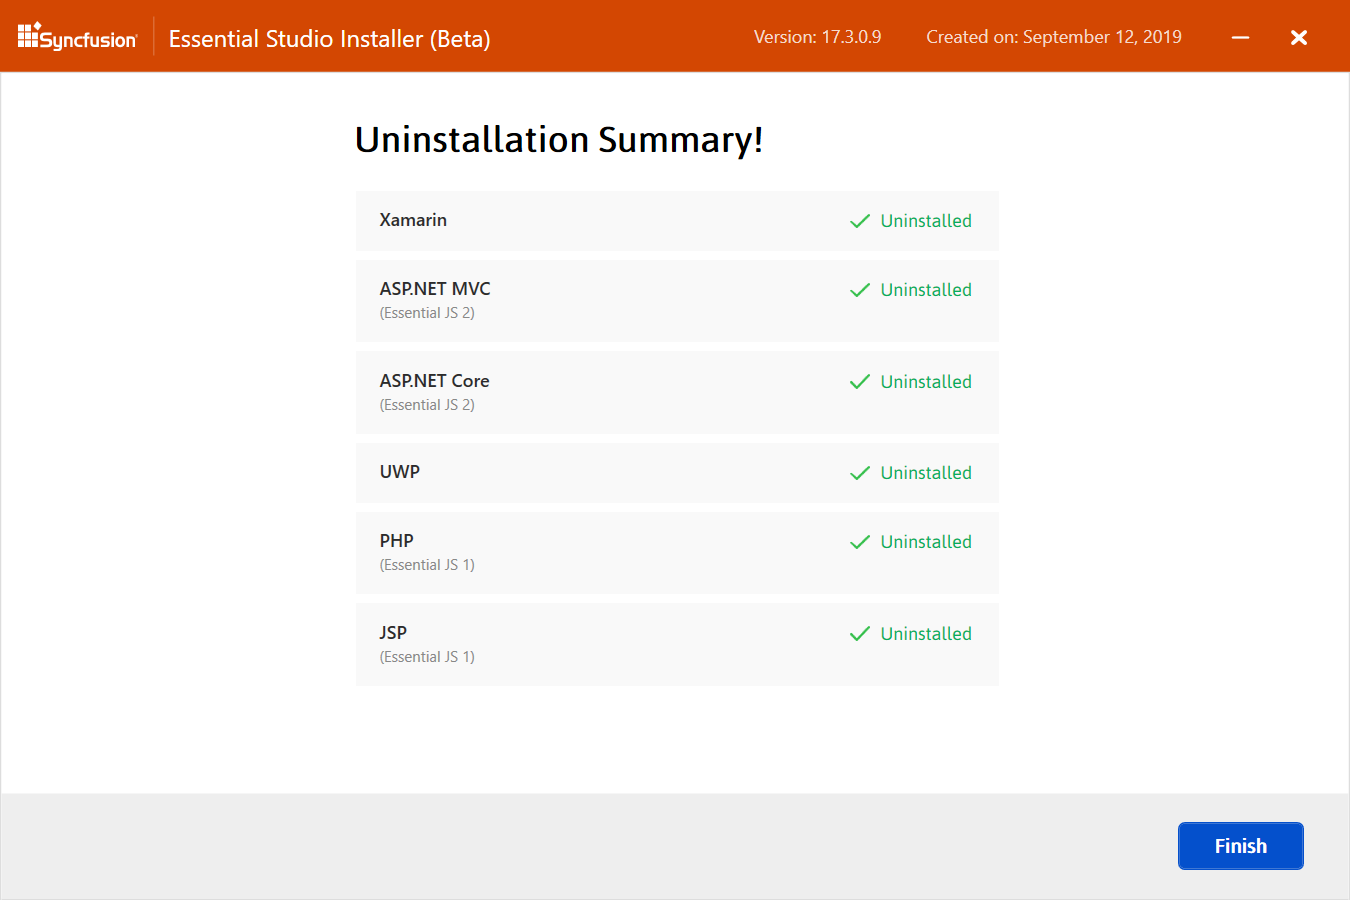 Syncfusion Essential Studio Installer (Beta) Version: 17.3.0.9 Created on: September 12, 2019
Uninstallation Summary!
Xamarin Uninstalled
ASP.NET MVC Uninstalled
(Essential JS 2)
ASP.NET Core Uninstalled
(Essential JS 2)
UWP Uninstalled
PHP Uninstalled
(Essential JS 1)
JSP Uninstalled
(Essential JS 1)
Finish